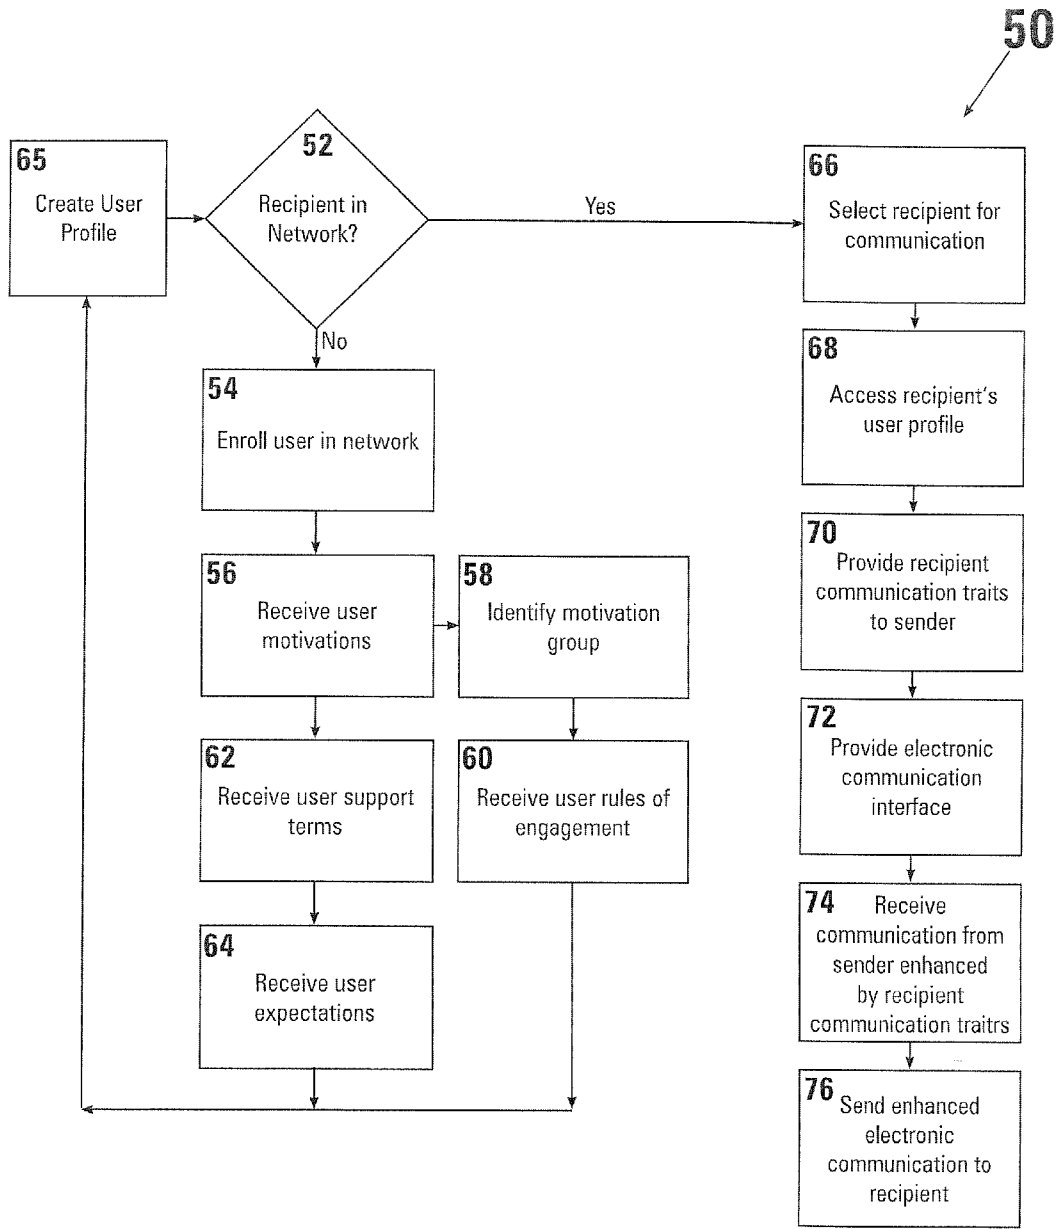 50
65
Create User
Profile
52
Recipient in
Network?
Yes
No
54
Enroll user in network
56
Receive user
motivations
58
Identify motivation
group
62
Receive user support
terms
60
Receive user rules of
engagement
64
Receive user
expectations
66
Select recipient for
communication
68
Access recipient's
user profile
70
Provide recipient
communication traits
to sender
72
Provide electronic
communication
interface
74 Receive
communication from
sender enhanced
by recipient
communication traitrs
76
Send enhanced
electronic
communication to
recipient